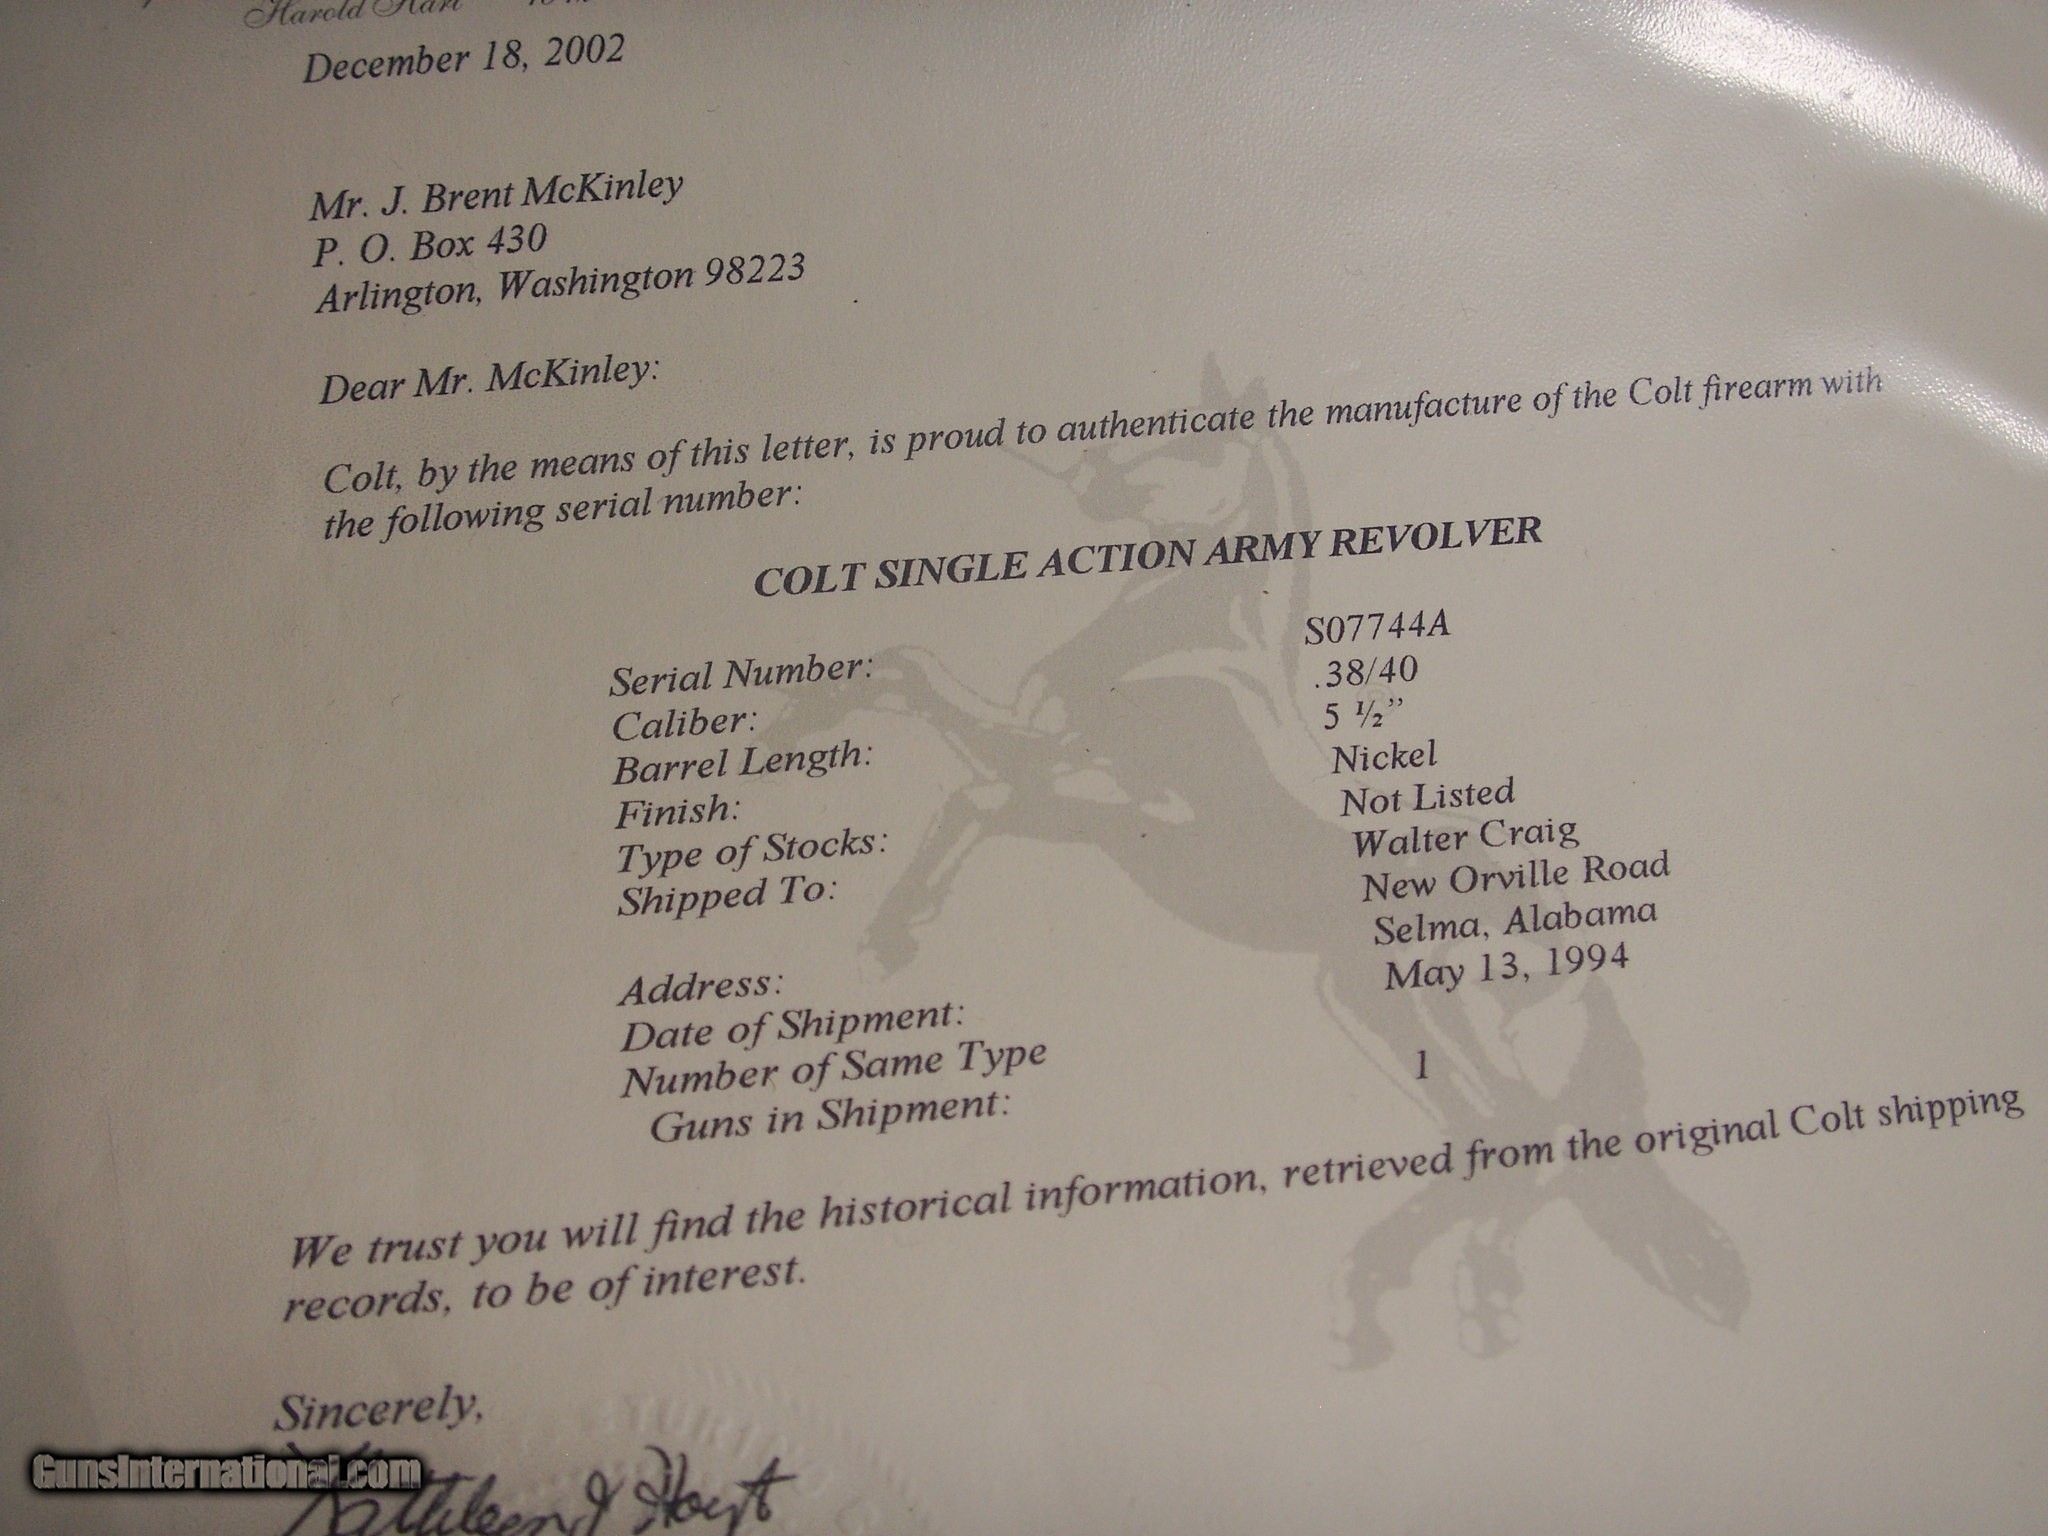 Harold Hart
December 18, 2002
Mr. J. Brent McKinley
P. O. Box 430
Arlington, Washington 98223
Dear Mr. McKinley:
Colt, by the means of this letter, is proud to authenticate the manufacture of the Colt firearm with
the following serial number:
COLT SINGLE ACTION ARMY REVOLVER
Serial Number: S07744A
Caliber: .38/40
Barrel Length: 5 ½”
Finish: Nickel
Type of Stocks: Not Listed
Shipped To: Walter Craig
Address: New Orville Road
Selma, Alabama
Date of Shipment: May 13, 1994
Number of Same Type
Guns in Shipment: 1
We trust you will find the historical information, retrieved from the original Colt shipping
records, to be of interest.
Sincerely,
Kathleen J Hoyt
GunsInternational.com